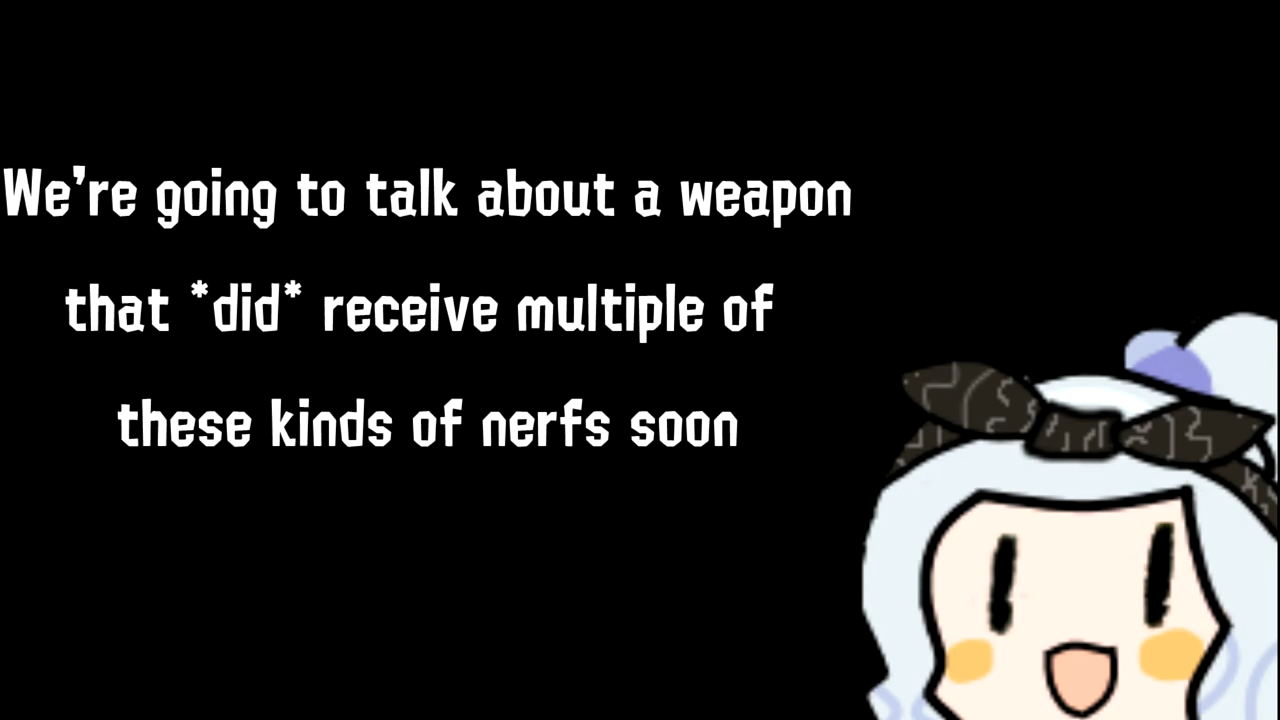 We're going to talk about a weapon
that *did* receive multiple of
these kinds of nerfs soon